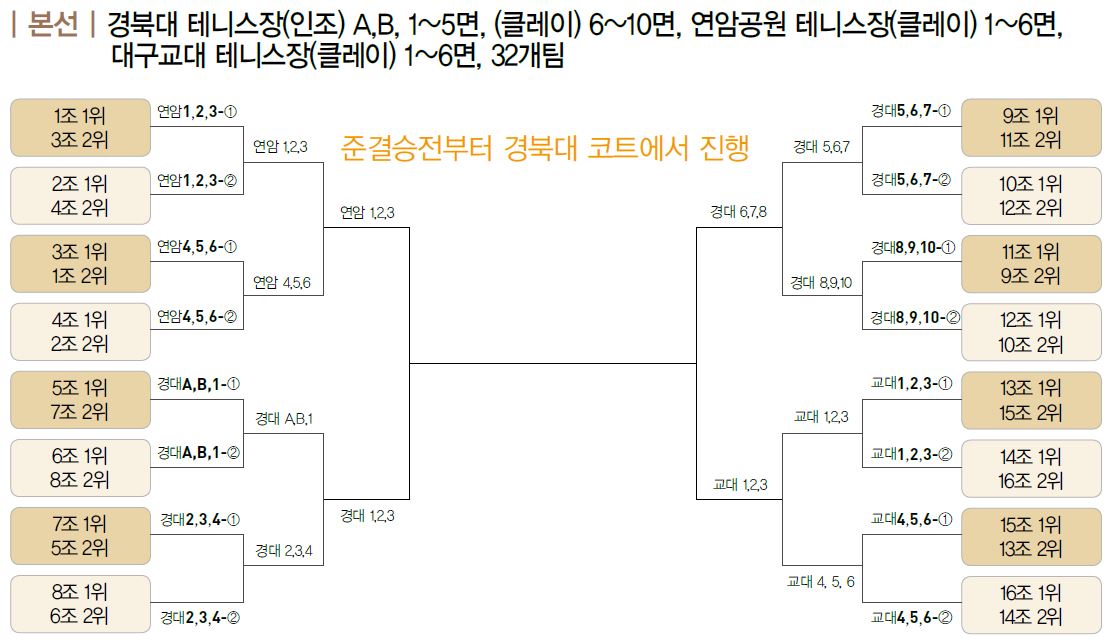 | 본선 | 경북대 테니스장(인조) A,B, 1~5면, (클레이) 6~10면, 연암공원 테니스장(클레이) 1~6면,
대구교대 테니스장(클레이) 1~6면, 32개팀
준결승전부터 경북대 코트에서 진행
1조 1위
3조 2위
연암1,2,3-①
2조 1위
4조 2위
연암1,2,3-②
연암 1,2,3
3조 1위
1조 2위
연암4,5,6-①
4조 1위
2조 2위
연암4,5,6-②
연암 4,5,6
연암 1,2,3
5조 1위
7조 2위
경대A,B,1-①
6조 1위
8조 2위
경대A,B,1-②
경대 A,B,1
7조 1위
5조 2위
경대2,3,4-①
8조 1위
6조 2위
경대2,3,4-②
경대 2,3,4
경대 1,2,3
경대5,6,7-①
9조 1위
11조 2위
경대5,6,7-②
10조 1위
12조 2위
경대 5,6,7
경대8,9,10-①
11조 1위
9조 2위
경대8,9,10-②
12조 1위
10조 2위
경대 8,9,10
경대 6,7,8
교대1,2,3-①
13조 1위
15조 2위
교대1,2,3-②
14조 1위
16조 2위
교대 1,2,3
교대4,5,6-①
15조 1위
13조 2위
교대4,5,6-②
16조 1위
14조 2위
교대 4, 5, 6
교대 1,2,3